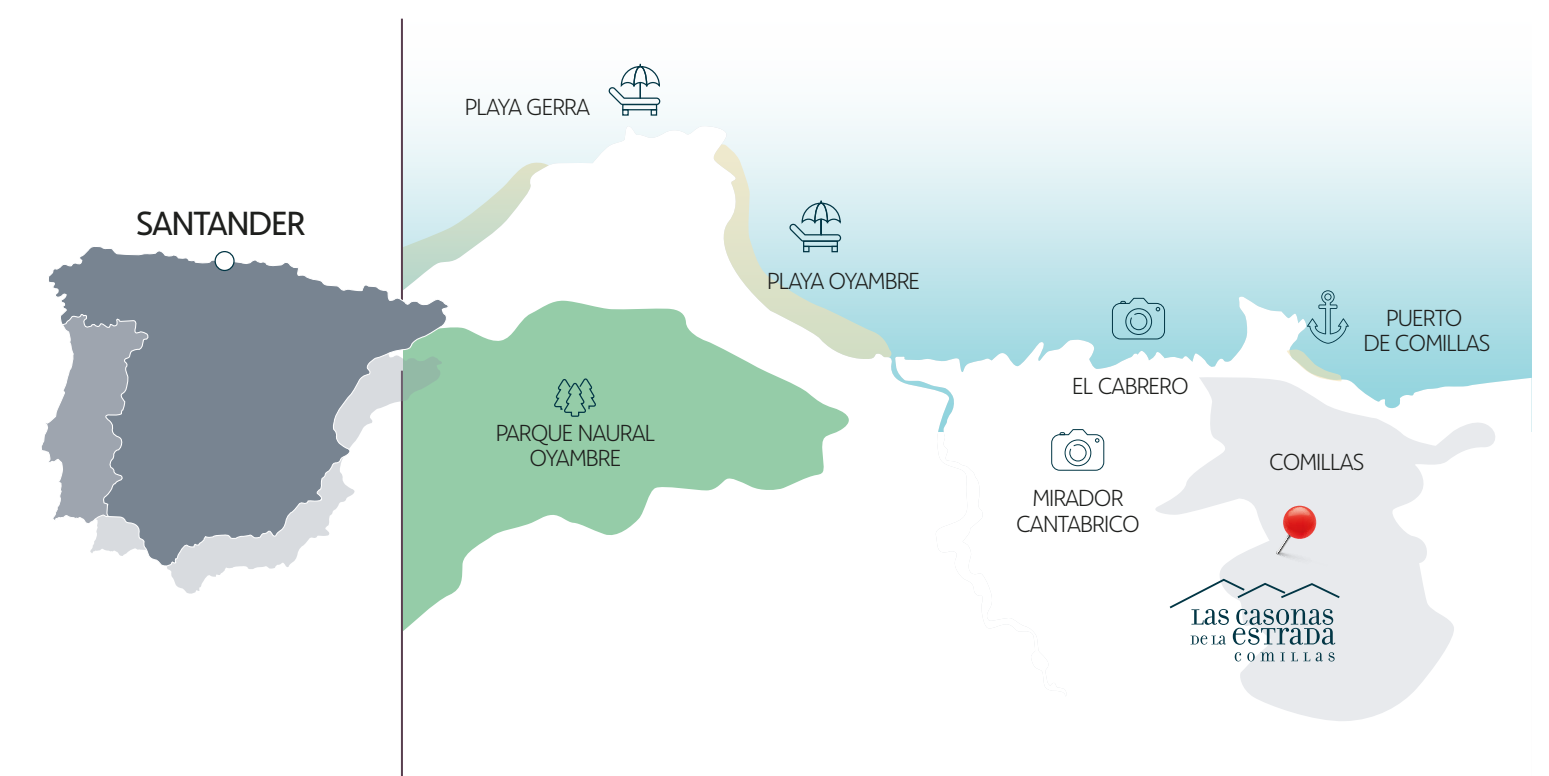 PLAYA GERRA
SANTANDER
PLAYA OYAMBRE
PUERTO
DE COMILLAS
EL CABRERO
PARQUE NAURAL
OYAMBRE
COMILLAS
MIRADOR
CANTABRICO
Las casonas
DE LA ESTRADA
comillas